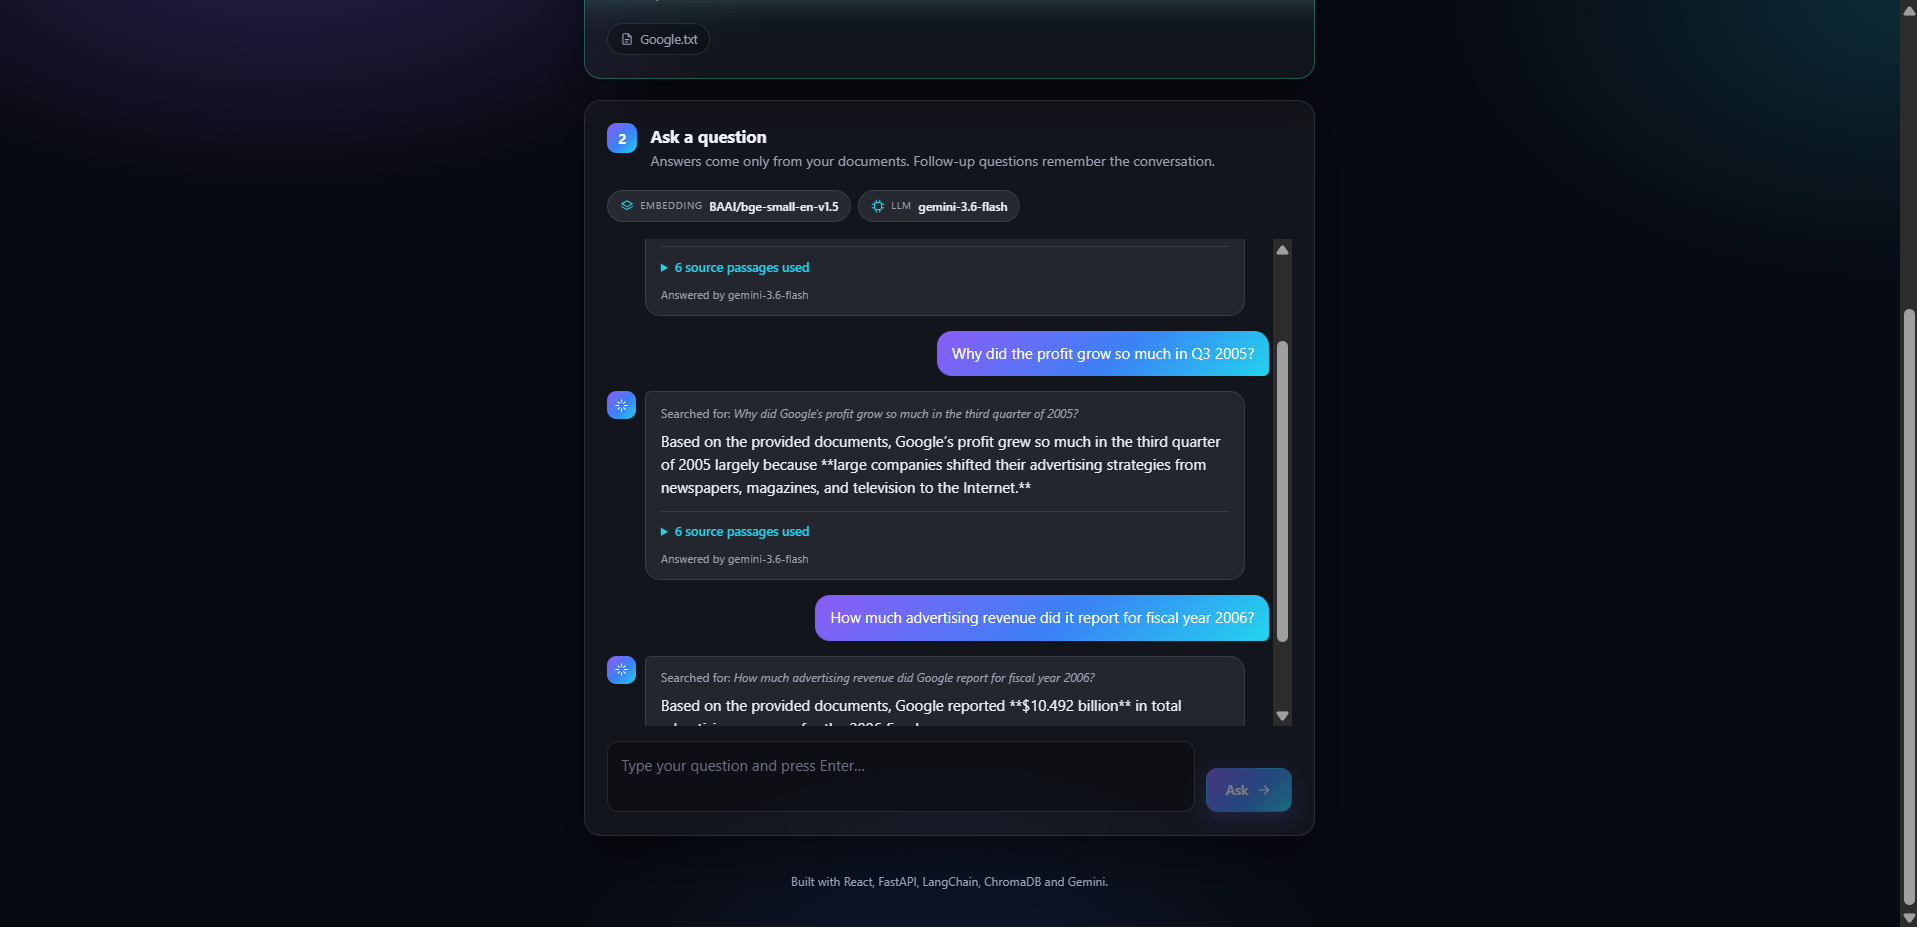 Google.txt
2
Ask a question
Answers come only from your documents. Follow-up questions remember the conversation.
EMBEDDING BAAI/bge-small-en-v1.5
LLM gemini-3.6-flash
6 source passages used
Answered by gemini-3.6-flash
Why did the profit grow so much in Q3 2005?
Searched for: Why did Google's profit grow so much in the third quarter of 2005?
Based on the provided documents, Google’s profit grew so much in the third quarter
of 2005 largely because **large companies shifted their advertising strategies from
newspapers, magazines, and television to the Internet.**
6 source passages used
Answered by gemini-3.6-flash
How much advertising revenue did it report for fiscal year 2006?
Searched for: How much advertising revenue did Google report for fiscal year 2006?
Based on the provided documents, Google reported **$10.492 billion** in total
Type your question and press Enter...
Ask →
Built with React, FastAPI, LangChain, ChromaDB and Gemini.